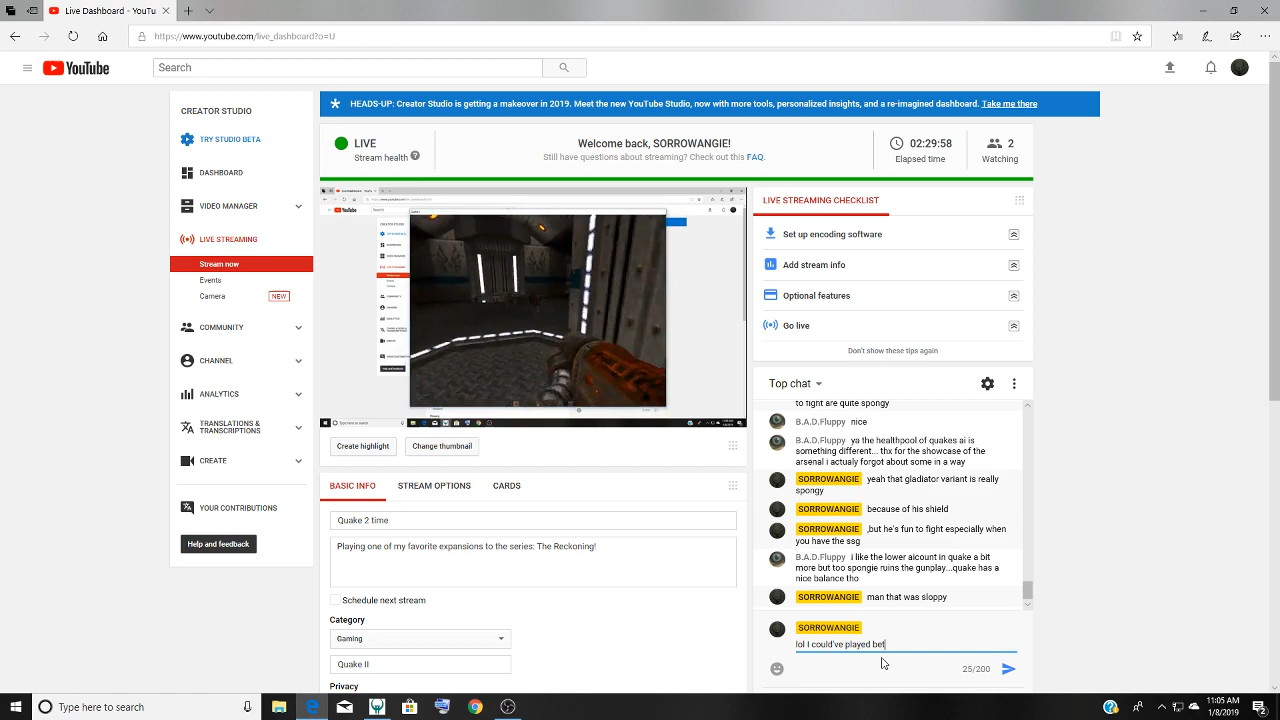 Live Dashboard - YouTu
https://www.youtube.com/live_dashboard?o=U
YouTube
Search
CREATOR STUDIO
TRY STUDIO BETA
DASHBOARD
VIDEO MANAGER
LIVE STREAMING
Stream now
Events
Camera NEW
COMMUNITY
CHANNEL
ANALYTICS
TRANSLATIONS &
TRANSCRIPTIONS
CREATE
YOUR CONTRIBUTIONS
Help and feedback
HEADS-UP: Creator Studio is getting a makeover in 2019. Meet the new YouTube Studio, now with more tools, personalized insights, and a re-imagined dashboard. Take me there
LIVE
Stream health ?
Welcome back, SORROWANGIE!
Still have questions about streaming? Check out this FAQ.
02:29:58
Elapsed time
2
Watching
Create highlight
Change thumbnail
BASIC INFO STREAM OPTIONS CARDS
Quake 2 time
Playing one of my favorite expansions to the series: The Reckoning!
Schedule next stream
Category
Gaming
Quake II
Privacy
LIVE STREAMING CHECKLIST
Set up encoding software
Add stream info
Optional features
Go live
Don't show these tips again
Top chat
to fight are quite spongy
B.A.D.Fluppy nice
B.A.D.Fluppy ya the healthpool of quakes ai is
something different... thx for the showcase of the
arsenal i actualy forgot about some in a way
SORROWANGIE yeah that gladiator variant is really
spongy
SORROWANGIE because of his shield
SORROWANGIE ,but he's fun to fight especially when
you have the ssg
B.A.D.Fluppy i like the lower aicount in quake a bit
more but too spongie ruins the gunplay...quake has a
nice balance tho
SORROWANGIE man that was sloppy
SORROWANGIE
lol I could've played bet
25/200
Type here to search
11:05 AM
1/8/2019